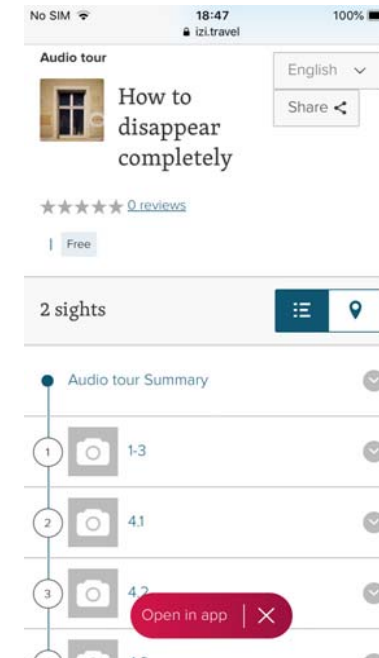 No SIM 18:47 100%
izi.travel
Audio tour
English
How to
disappear
completely
Share
0 reviews
Free
2 sights
Audio tour Summary
1 1-3
2 4.1
3 4.2
Open in app